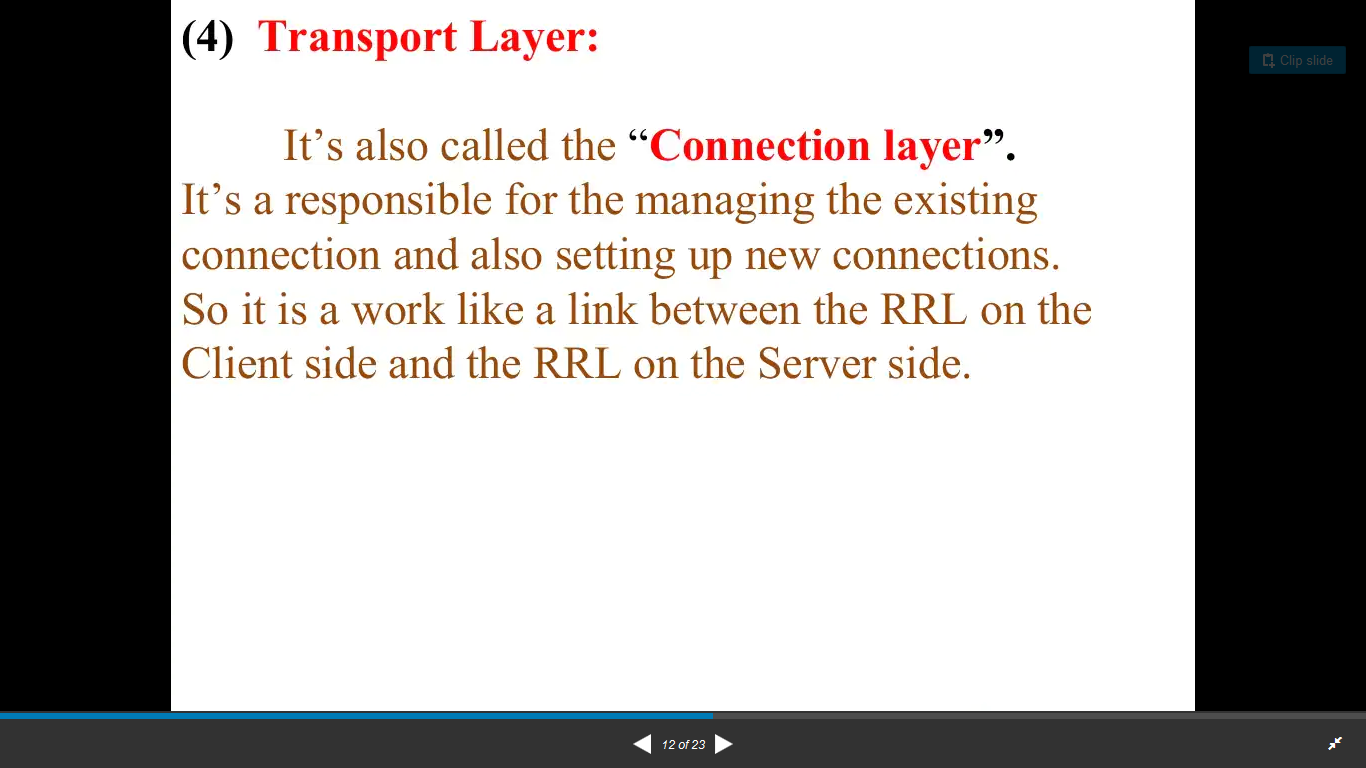 (4) Transport Layer:
Clip slide
It’s also called the “Connection layer”.
It’s a responsible for the managing the existing
connection and also setting up new connections.
So it is a work like a link between the RRL on the
Client side and the RRL on the Server side.
12 of 23